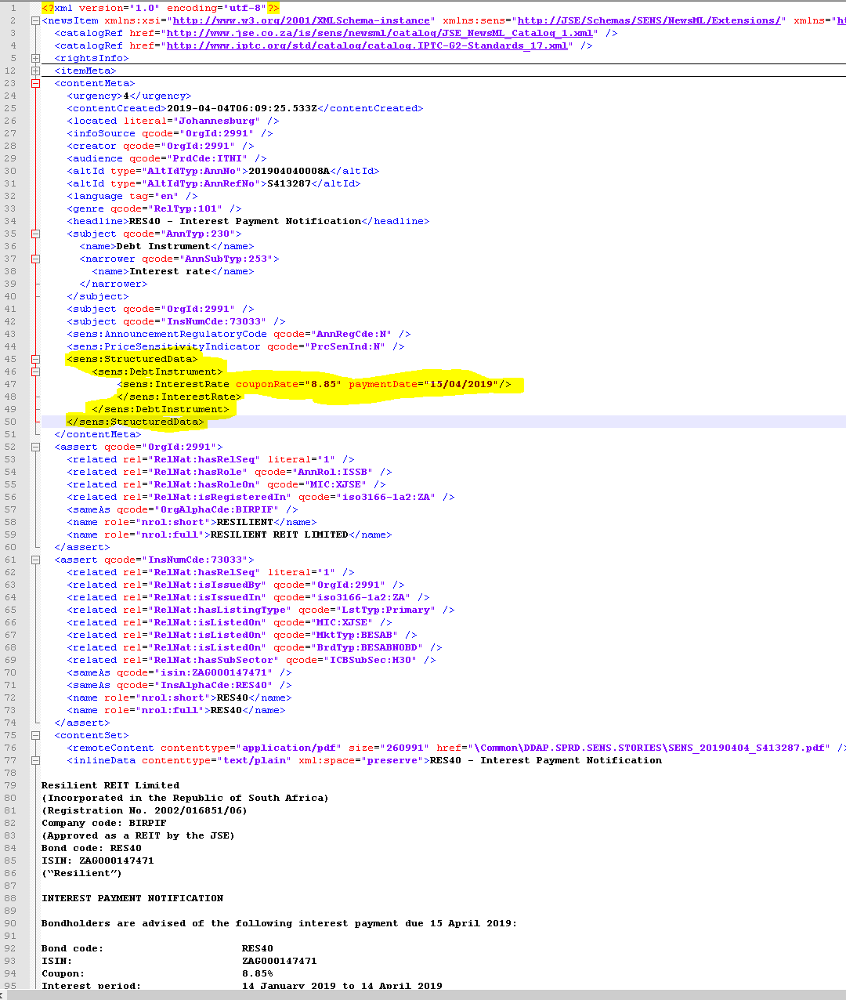 1 <?xml version="1.0" encoding="utf-8"?>
2 <newsItem xmlns:xsi="http://www.w3.org/2001/XMLSchema-instance" xmlns:sens="http://JSE/Schemas/SENS/NewsML/Extensions/" xmlns="ht
3 <catalogRef href="http://www.jse.co.za/is/sens/newsml/catalog/JSE_NewsML_Catalog_1.xml" />
4 <catalogRef href="http://www.iptc.org/std/catalog/catalog.IPTC-G2-Standards_17.xml" />
5 <rightsInfo>
12 <itemMeta>
23 <contentMeta>
24 <urgency>4</urgency>
25 <contentCreated>2019-04-04T06:09:25.533Z</contentCreated>
26 <located literal="Johannesburg" />
27 <infoSource qcode="OrgId:2991" />
28 <creator qcode="OrgId:2991" />
29 <audience qcode="PrdCde:ITNI" />
30 <altId type="AltIdTyp:AnnNo">201904040008A</altId>
31 <altId type="AltIdTyp:AnnRefNo">S413287</altId>
32 <language tag="en" />
33 <genre qcode="RelTyp:101" />
34 <headline>RES40 - Interest Payment Notification</headline>
35 <subject qcode="AnnTyp:230">
36 <name>Debt Instrument</name>
37 <narrower qcode="AnnSubTyp:253">
38 <name>Interest rate</name>
39 </narrower>
40 </subject>
41 <subject qcode="OrgId:2991" />
42 <subject qcode="InsNumCde:73033" />
43 <sens:AnnouncementRegulatoryCode qcode="AnnRegCde:N" />
44 <sens:PriceSensitivityIndicator qcode="PrcSenInd:N" />
45 <sens:StructuredData>
46 <sens:DebtInstrument>
47 <sens:InterestRate couponRate="8.85" paymentDate="15/04/2019"/>
48 </sens:InterestRate>
49 </sens:DebtInstrument>
50 </sens:StructuredData>
51 </contentMeta>
52 <assert qcode="OrgId:2991">
53 <related rel="RelNat:hasRelSeq" literal="1" />
54 <related rel="RelNat:hasRole" qcode="AnnRol:ISSB" />
55 <related rel="RelNat:hasRoleOn" qcode="MIC:XJSE" />
56 <related rel="RelNat:isRegisteredIn" qcode="iso3166-1a2:ZA" />
57 <sameAs qcode="OrgAlphaCde:BIRPIF" />
58 <name role="nrol:short">RESILIENT</name>
59 <name role="nrol:full">RESILIENT REIT LIMITED</name>
60 </assert>
61 <assert qcode="InsNumCde:73033">
62 <related rel="RelNat:hasRelSeq" literal="1" />
63 <related rel="RelNat:isIssuedBy" qcode="OrgId:2991" />
64 <related rel="RelNat:isIssuedIn" qcode="iso3166-1a2:ZA" />
65 <related rel="RelNat:hasListingType" qcode="LstTyp:Primary" />
66 <related rel="RelNat:isListedOn" qcode="MIC:XJSE" />
67 <related rel="RelNat:isListedOn" qcode="MktTyp:BESAB" />
68 <related rel="RelNat:isListedOn" qcode="BrdTyp:BESABNOBD" />
69 <related rel="RelNat:hasSubSector" qcode="ICBSubSec:H30" />
70 <sameAs qcode="isin:ZAG000147471" />
71 <sameAs qcode="InsAlphaCde:RES40" />
72 <name role="nrol:short">RES40</name>
73 <name role="nrol:full">RES40</name>
74 </assert>
75 <contentSet>
76 <remoteContent contenttype="application/pdf" size="260991" href="\Common\DDAP.SPRD.SENS.STORIES\SENS_20190404_S413287.pdf" />
77 <inlineData contenttype="text/plain" xml:space="preserve">RES40 - Interest Payment Notification
78
79 Resilient REIT Limited
80 (Incorporated in the Republic of South Africa)
81 (Registration No. 2002/016851/06)
82 Company code: BIRPIF
83 (Approved as a REIT by the JSE)
84 Bond code: RES40
85 ISIN: ZAG000147471
86 (“Resilient”)
87
88 INTEREST PAYMENT NOTIFICATION
89
90 Bondholders are advised of the following interest payment due 15 April 2019:
91
92 Bond code: RES40
93 ISIN: ZAG000147471
94 Coupon: 8.85%
95 Interest period: 14 January 2019 to 14 April 2019